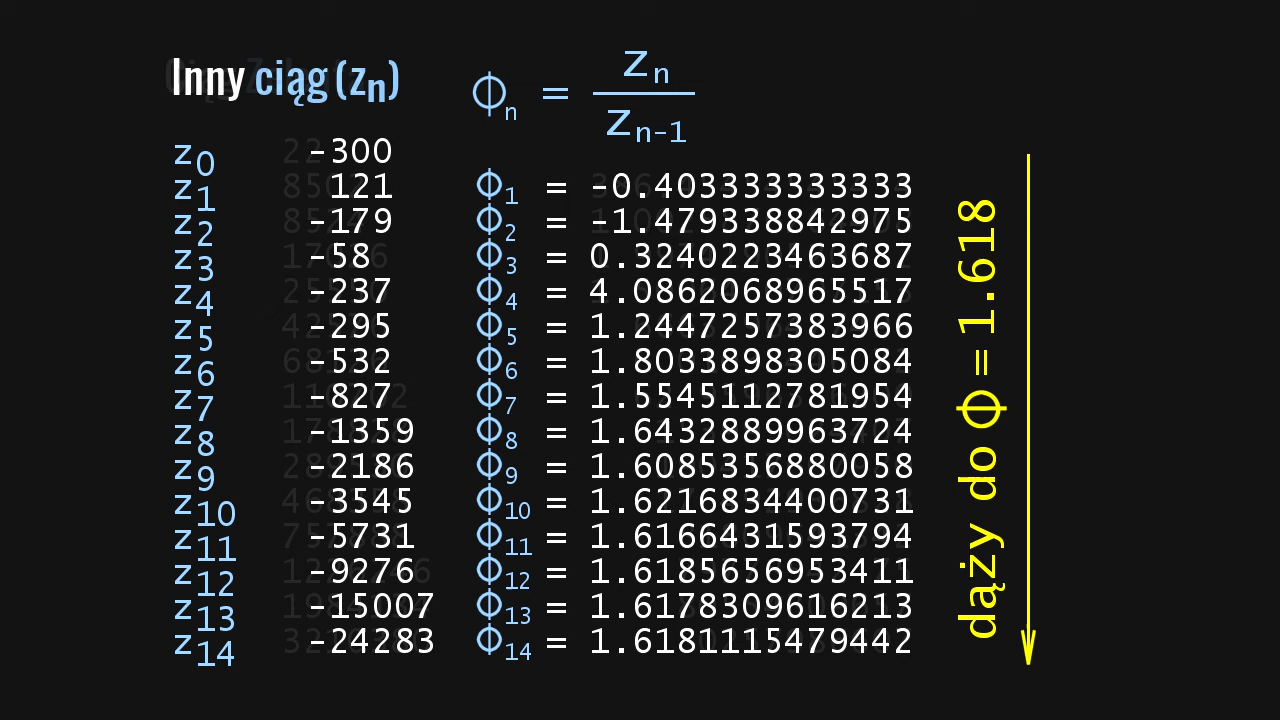 Inny ciąg (zn)
ϕn = zn / zn-1
z0 -300
z1 121 ϕ1 = -0.403333333333
z2 -179 ϕ2 = -1.479338842975
z3 -58 ϕ3 = 0.3240223463687
z4 -237 ϕ4 = 4.0862068965517
z5 -295 ϕ5 = 1.2447257383966
z6 -532 ϕ6 = 1.8033898305084
z7 -827 ϕ7 = 1.5545112781954
z8 -1359 ϕ8 = 1.6432889963724
z9 -2186 ϕ9 = 1.6085356880058
z10 -3545 ϕ10 = 1.6216834400731
z11 -5731 ϕ11 = 1.6166431593794
z12 -9276 ϕ12 = 1.6185656953411
z13 -15007 ϕ13 = 1.6178309616213
z14 -24283 ϕ14 = 1.6181115479442
dąży do ϕ = 1.618